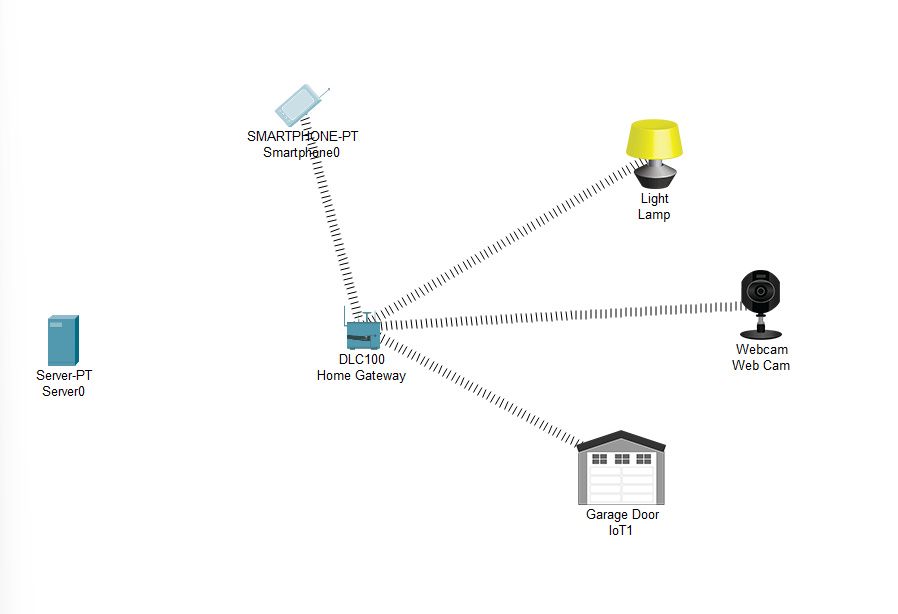 SMARTPHONE-PT
Smartphone0
Light
Lamp
Webcam
Web Cam
DLC100
Home Gateway
Server-PT
Server0
Garage Door
IoT1